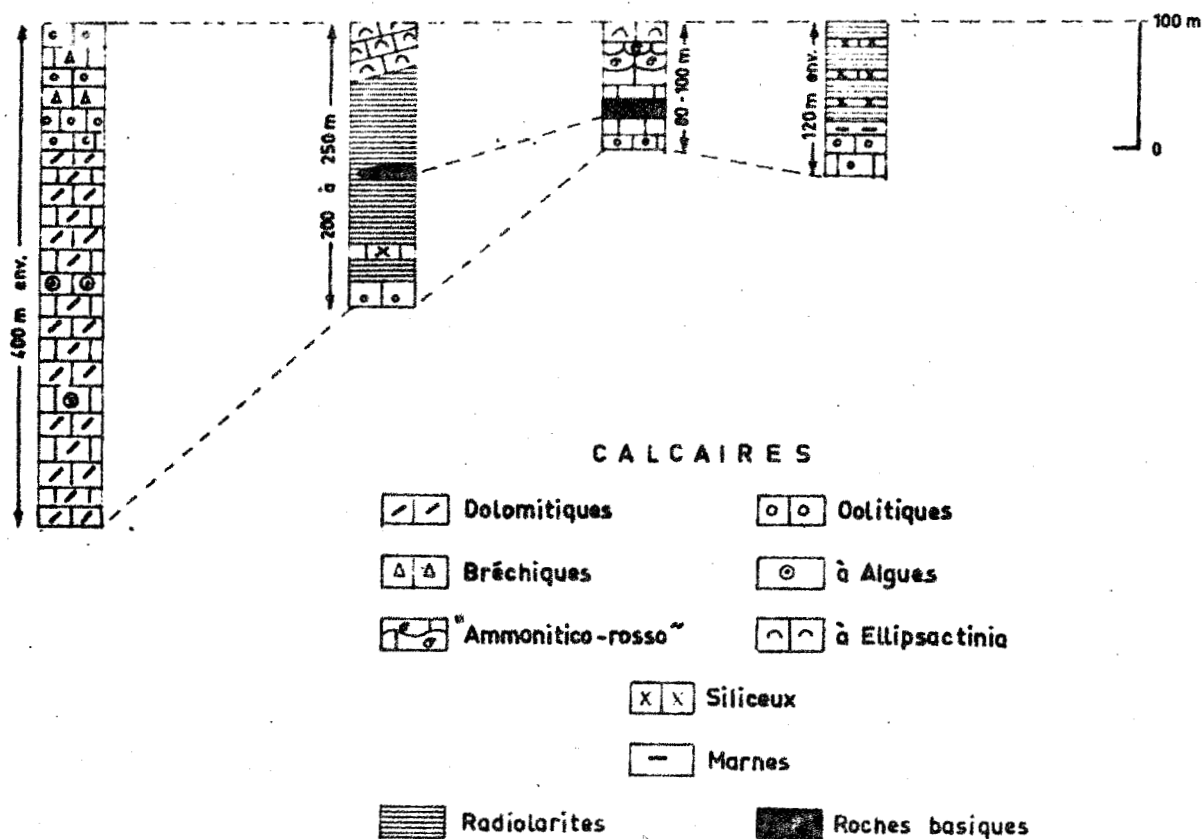 400 m env.
200 à 250 m
80 - 100 m
120 m env.
100 m
0
CALCAIRES
Dolomitiques
Oolitiques
Bréchiques
à Algues
"Ammonitico-rosso"
à Ellipsactinia
Siliceux
Marnes
Radiolarites
Roches basiques